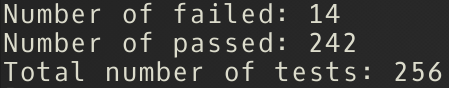 Number of failed: 14
Number of passed: 242
Total number of tests: 256